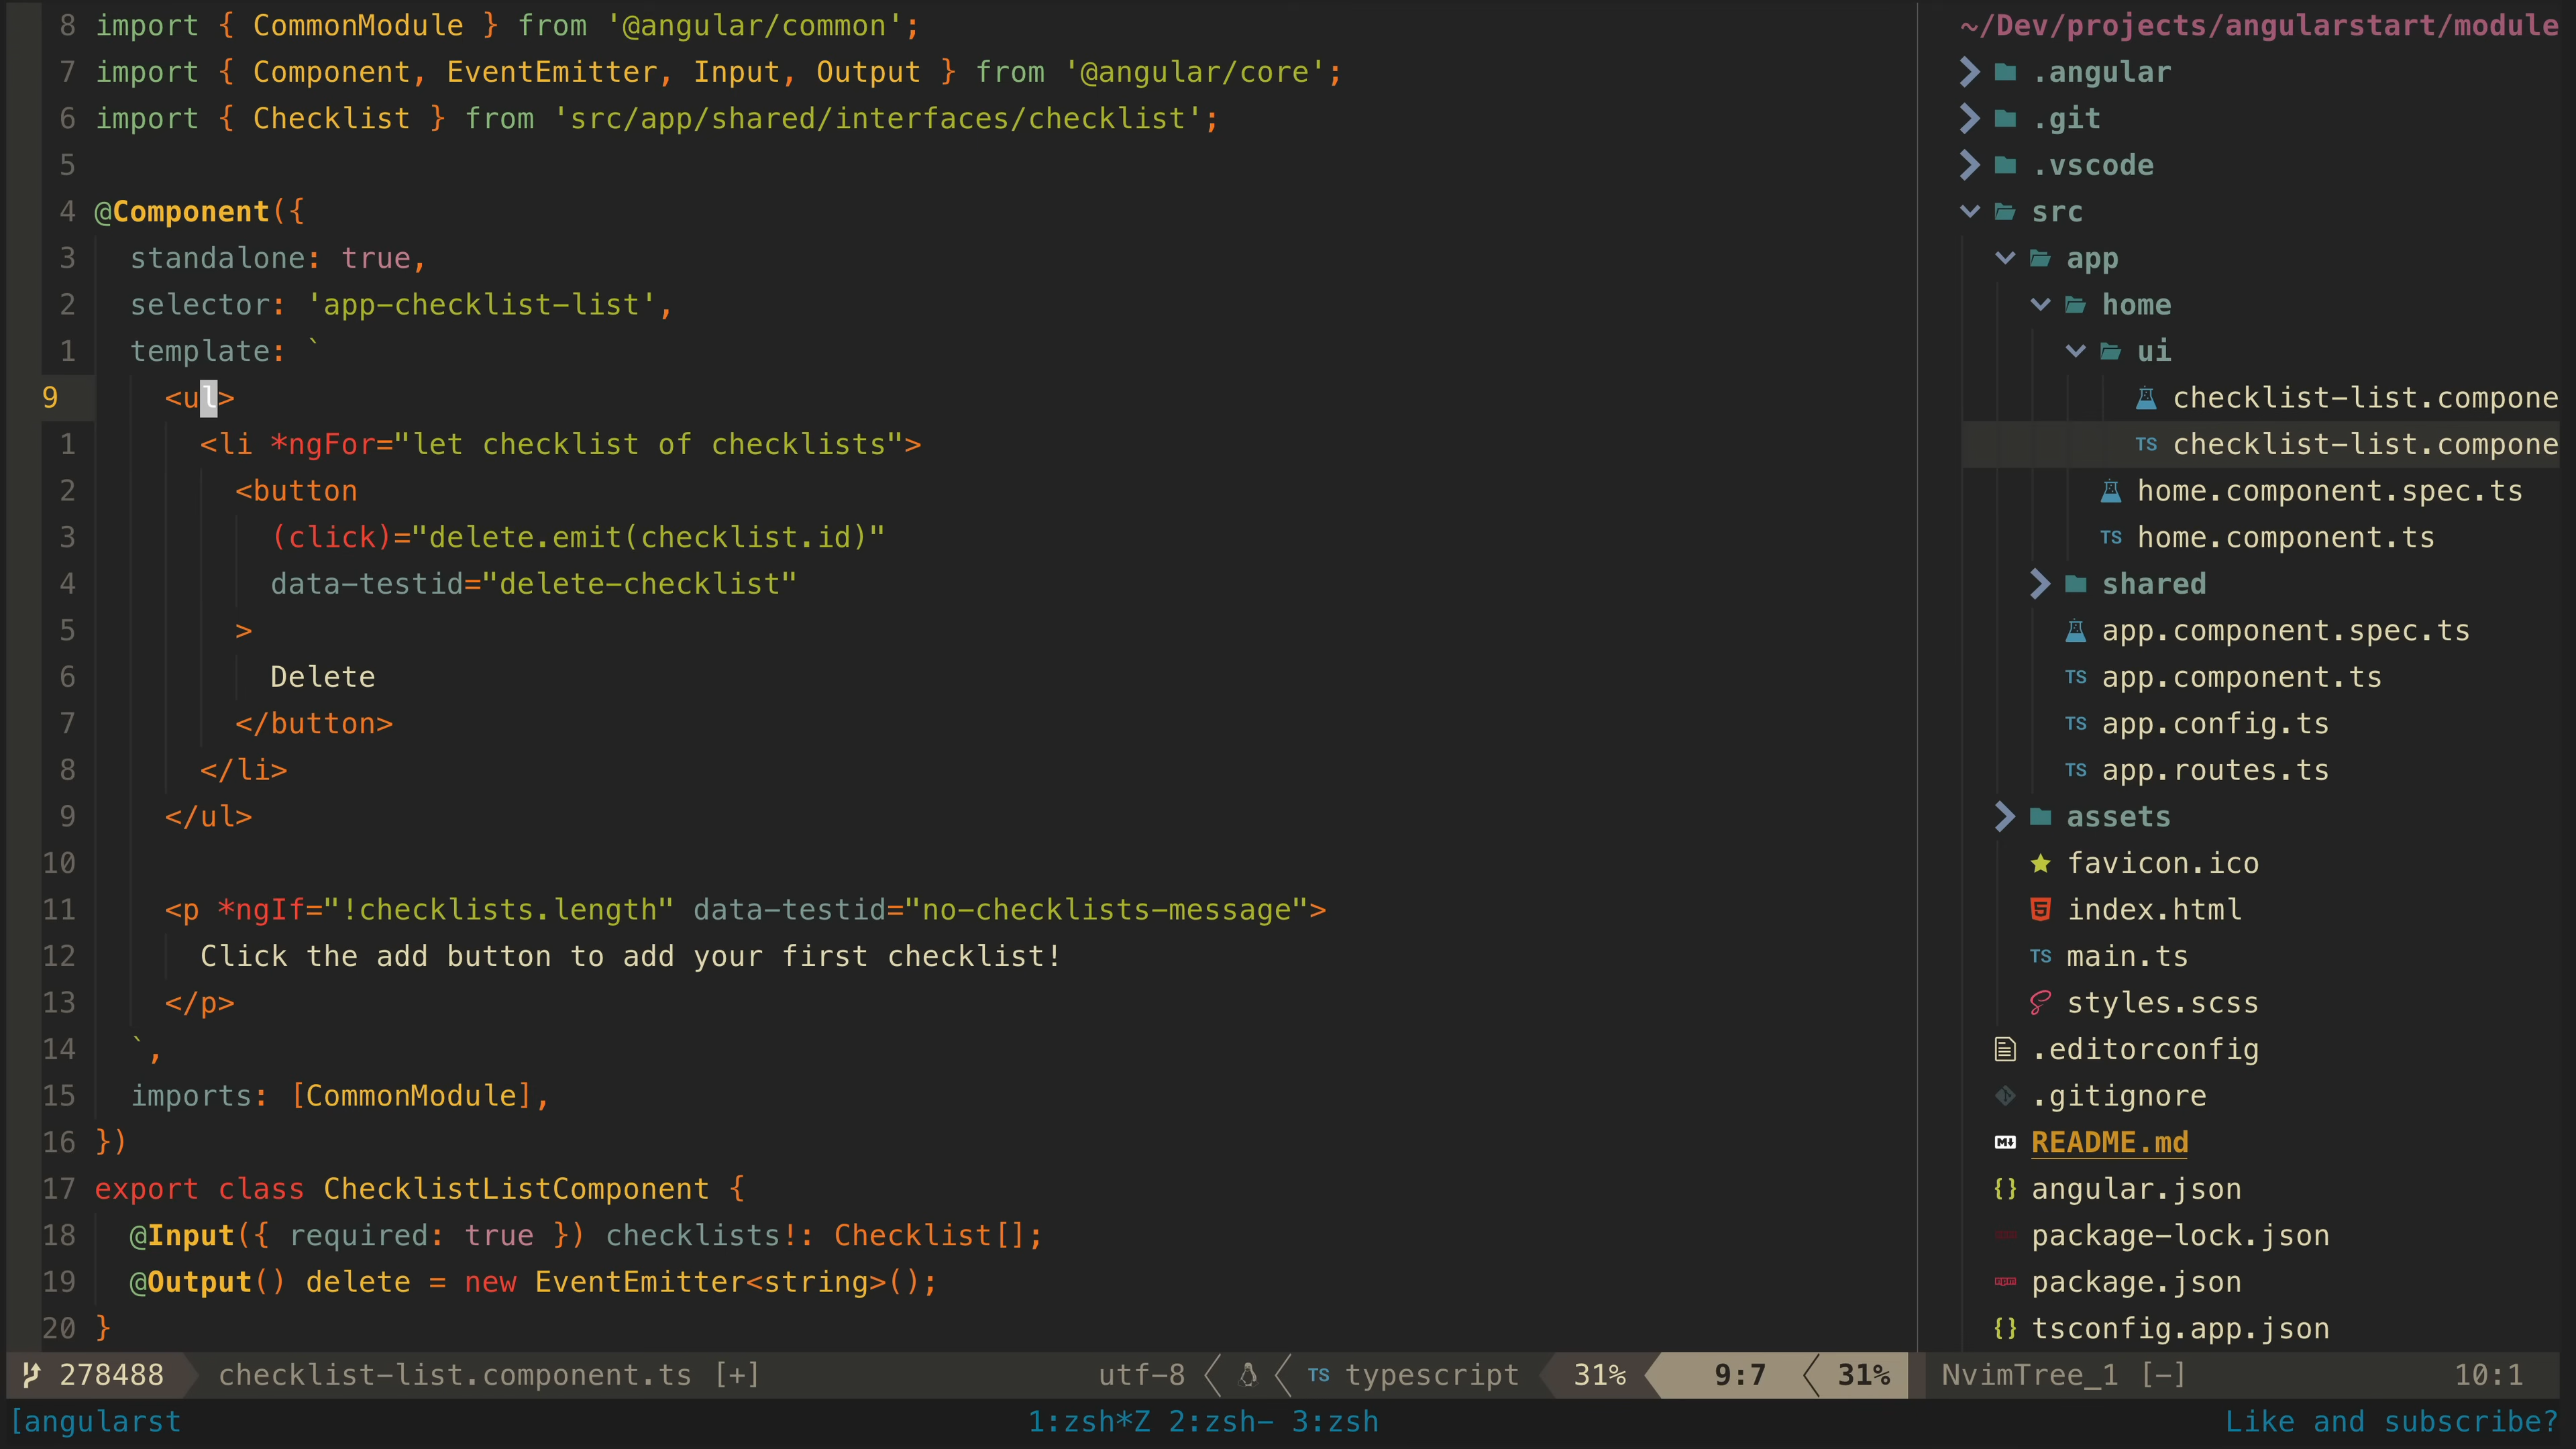 8 import { CommonModule } from '@angular/common';
7 import { Component, EventEmitter, Input, Output } from '@angular/core';
6 import { Checklist } from 'src/app/shared/interfaces/checklist';
5
4 @Component({
3   standalone: true,
2   selector: 'app-checklist-list',
1   template: `
9     <ul>
1       <li *ngFor="let checklist of checklists">
2         <button
3           (click)="delete.emit(checklist.id)"
4           data-testid="delete-checklist"
5         >
6           Delete
7         </button>
8       </li>
9     </ul>
10
11    <p *ngIf="!checklists.length" data-testid="no-checklists-message">
12      Click the add button to add your first checklist!
13    </p>
14  `,
15  imports: [CommonModule],
16 })
17 export class ChecklistListComponent {
18   @Input({ required: true }) checklists!: Checklist[];
19   @Output() delete = new EventEmitter<string>();
20 }
~/Dev/projects/angularstart/module
.angular
.git
.vscode
src
app
home
ui
checklist-list.compone
TS checklist-list.compone
home.component.spec.ts
TS home.component.ts
shared
app.component.spec.ts
TS app.component.ts
TS app.config.ts
TS app.routes.ts
assets
favicon.ico
5 index.html
TS main.ts
styles.scss
.editorconfig
.gitignore
M↓ README.md
{} angular.json
package-lock.json
package.json
{} tsconfig.app.json
278488 checklist-list.component.ts [+] utf-8 TS typescript 31% 9:7 31% NvimTree_1 [-] 10:1
[angularst 1:zsh*Z 2:zsh- 3:zsh Like and subscribe?